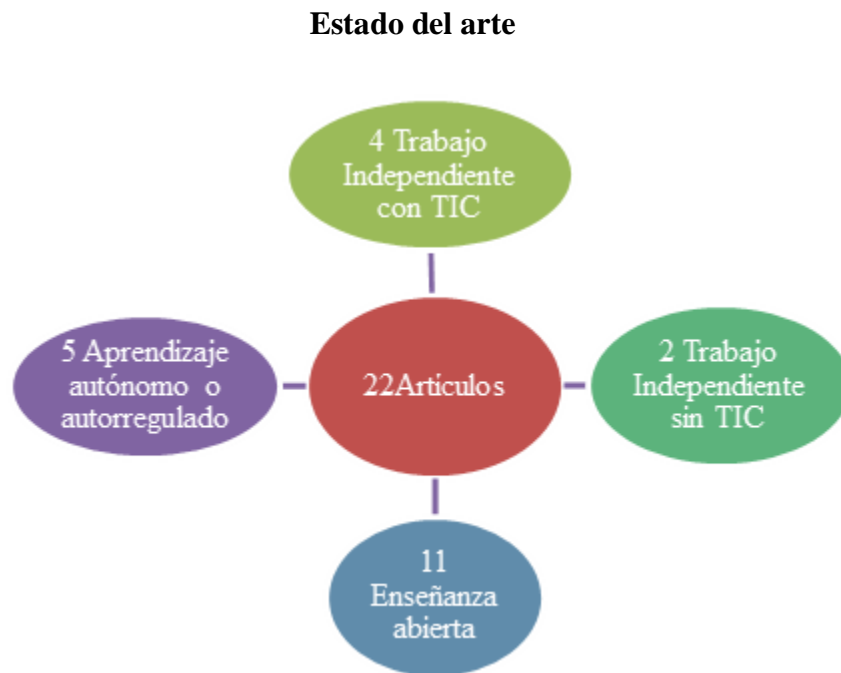 Estado del arte
4 Trabajo
Independiente
con TIC
5 Aprendizaje
autónomo o
autorregulado
22Artículos
2 Trabajo
Independiente
sin TIC
11
Enseñanza
abierta